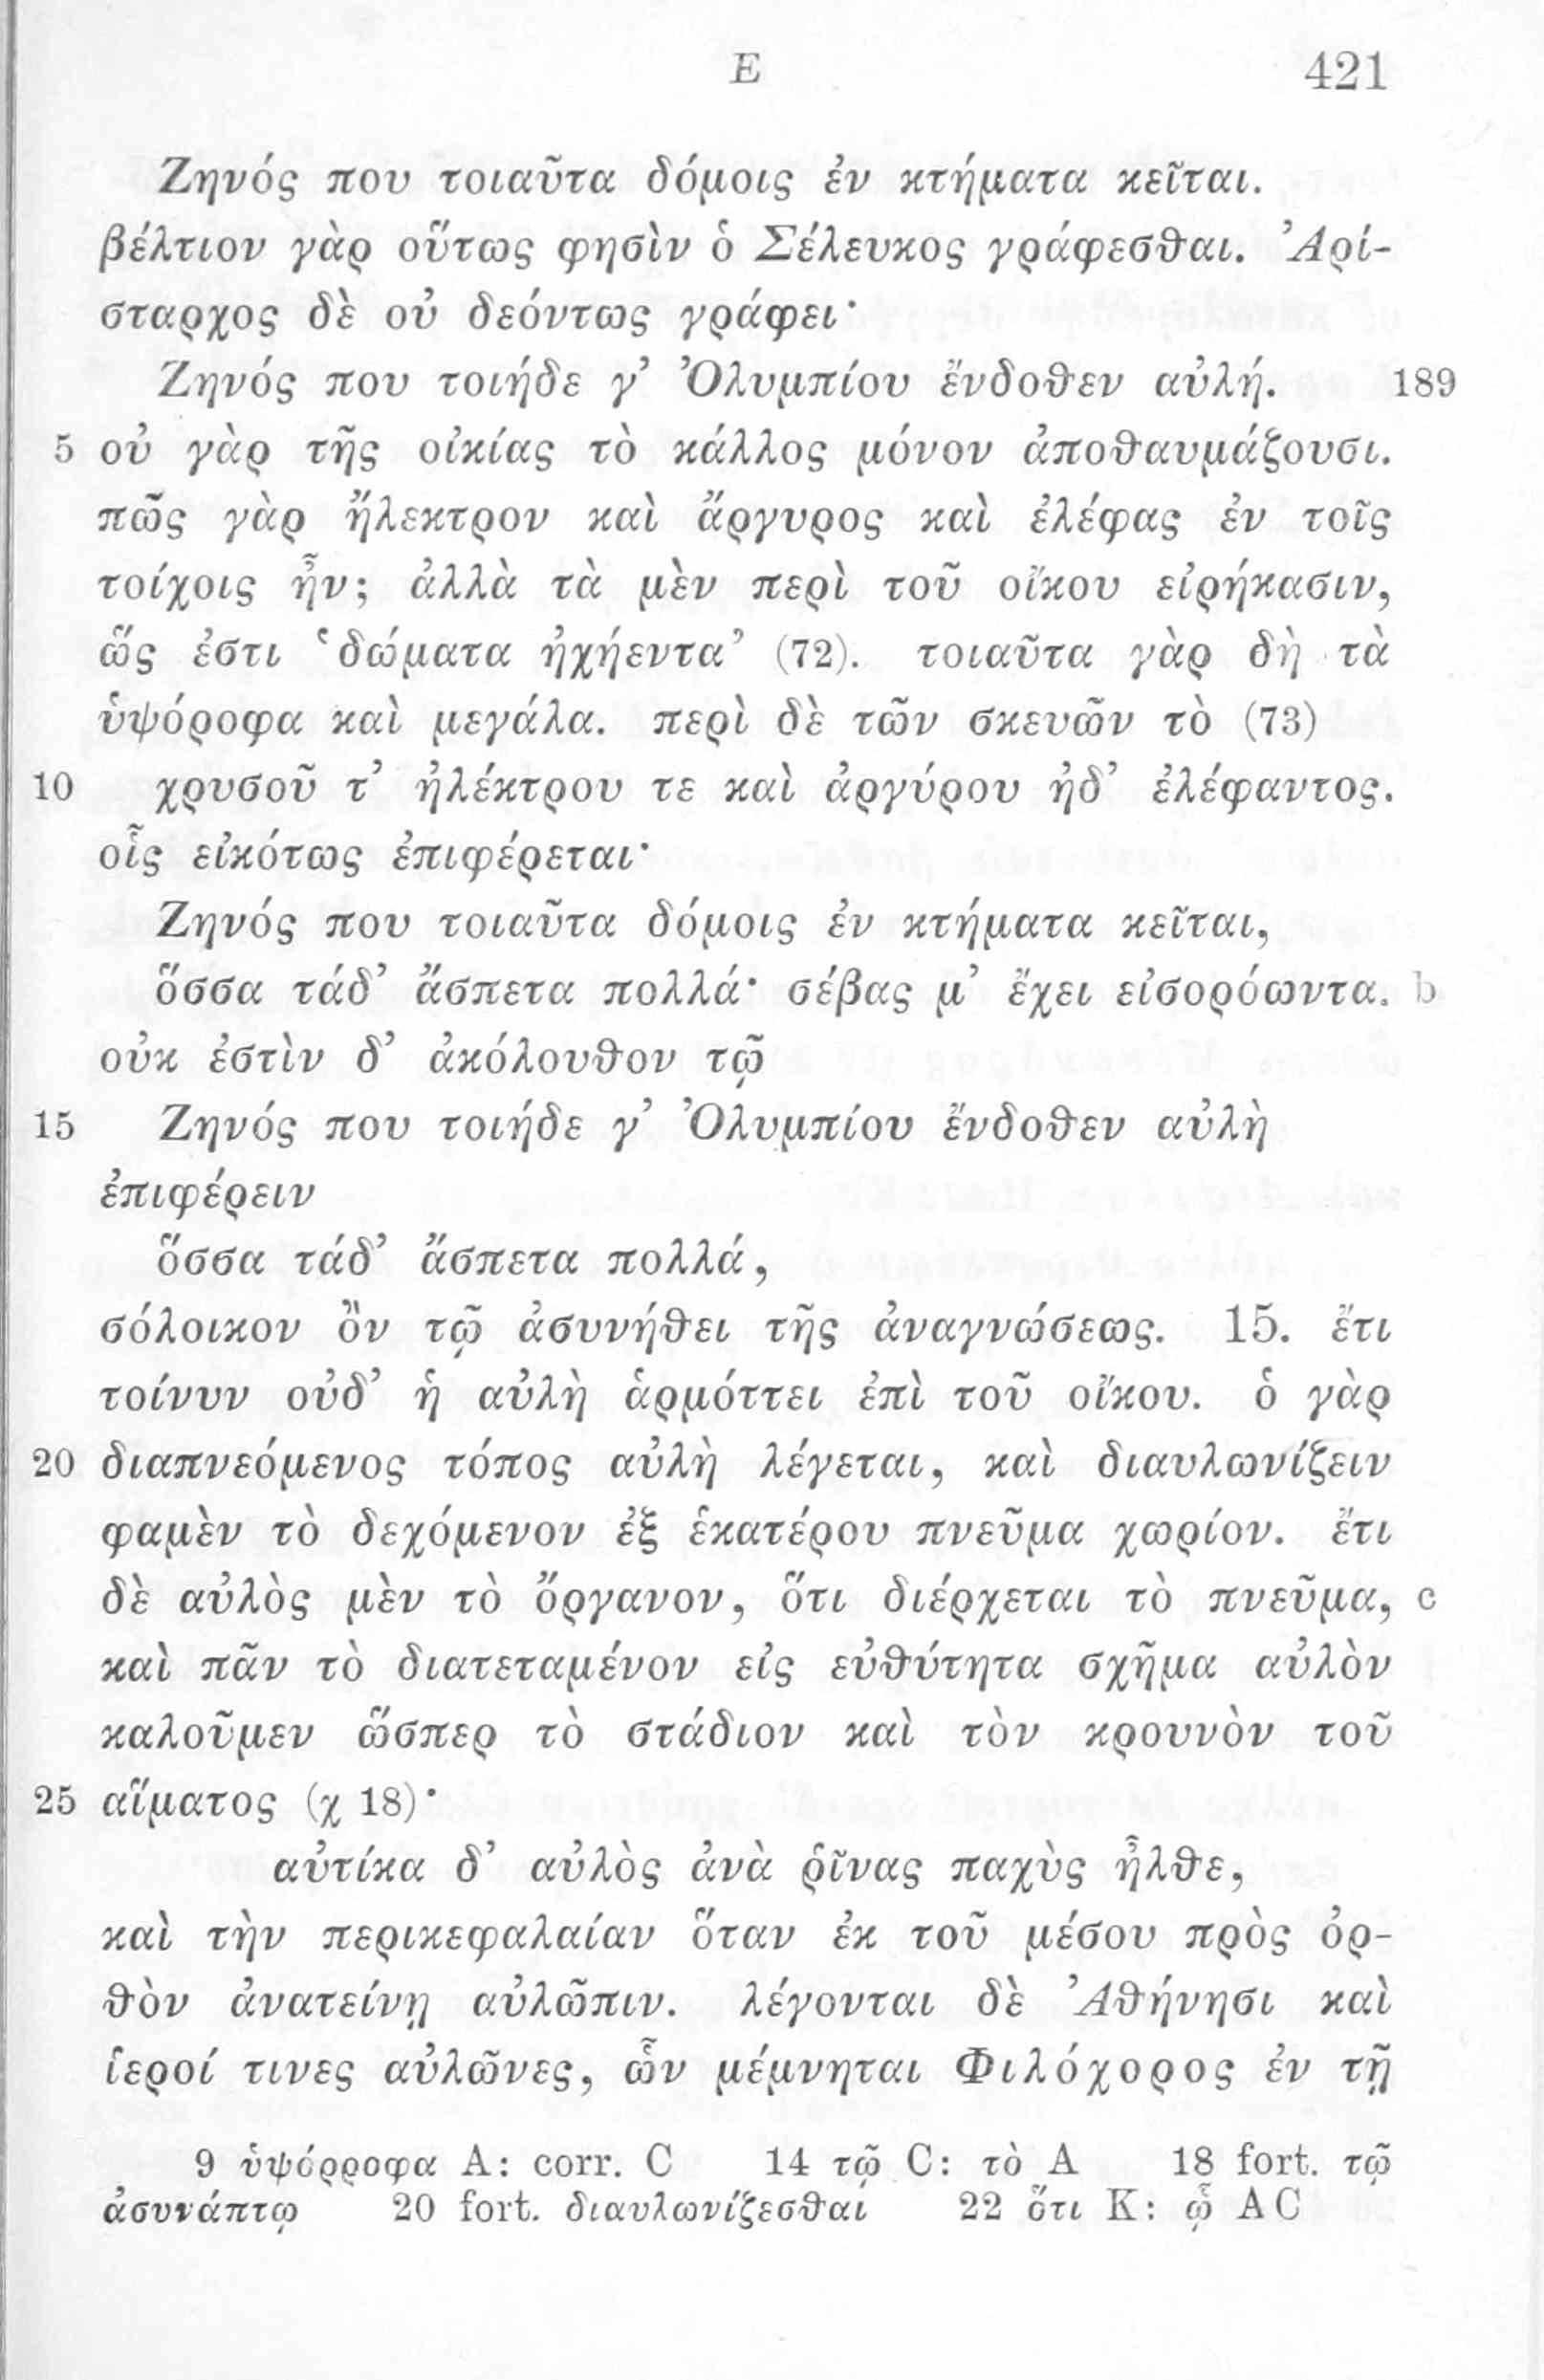 E 421
Ζηνός που τοιαῦτα δόμοις ἐν κτήματα κεῖται.
βέλτιον γὰρ οὕτως φησὶν ὁ Σέλευκος γράφεσθαι. Ἀρί-
σταρχος δὲ οὐ δεόντως γράφει·
Ζηνός που τοιήδε γ’ Ὀλυμπίου ἔνδοθεν αὐλή. 189
5 οὐ γὰρ τῆς οἰκίας τὸ κάλλος μόνον ἀποθαυμάζουσι.
πῶς γὰρ ἤλεκτρον καὶ ἄργυρος καὶ ἐλέφας ἐν τοῖς
τοίχοις ἦν; ἀλλὰ τὰ μὲν περὶ τοῦ οἴκου εἰρήκασιν,
ὥς ἐστι ‘δώματα ἠχήεντα’ (72). τοιαῦτα γὰρ δὴ τὰ
ὑψόροφα καὶ μεγάλα. περὶ δὲ τῶν σκευῶν τὸ (73)
10 χρυσοῦ τ’ ἠλέκτρου τε καὶ ἀργύρου ἠδ’ ἐλέφαντος.
οἷς εἰκότως ἐπιφέρεται·
Ζηνός που τοιαῦτα δόμοις ἐν κτήματα κεῖται,
ὅσσα τάδ’ ἄσπετα πολλά· σέβας μ’ ἔχει εἰσορόωντα. b
οὐκ ἐστὶν δ’ ἀκόλουθον τῷ
15 Ζηνός που τοιήδε γ’ Ὀλυμπίου ἔνδοθεν αὐλὴ
ἐπιφέρειν
ὅσσα τάδ’ ἄσπετα πολλά,
σόλοικον ὂν τῷ ἀσυνήθει τῆς ἀναγνώσεως. 15. ἔτι
τοίνυν οὐδ’ ἡ αὐλὴ ἁρμόττει ἐπὶ τοῦ οἴκου. ὁ γὰρ
20 διαπνεόμενος τόπος αὐλὴ λέγεται, καὶ διαυλωνίζειν
φαμὲν τὸ δεχόμενον ἐξ ἑκατέρου πνεῦμα χωρίον. ἔτι
δὲ αὐλὸς μὲν τὸ ὄργανον, ὅτι διέρχεται τὸ πνεῦμα, c
καὶ πᾶν τὸ διατεταμένον εἰς εὐθύτητα σχῆμα αὐλὸν
καλοῦμεν ὥσπερ τὸ στάδιον καὶ τὸν κρουνὸν τοῦ
25 αἵματος (χ 18)·
αὐτίκα δ’ αὐλὸς ἀνὰ ῥῖνας παχὺς ἦλθε,
καὶ τὴν περικεφαλαίαν ὅταν ἐκ τοῦ μέσου πρὸς ὀρ-
θὸν ἀνατείνῃ αὐλῶπιν. λέγονται δὲ Ἀθήνησι καὶ
ἱεροί τινες αὐλῶνες, ὧν μέμνηται Φιλόχορος ἐν τῇ
9 ὑψόρροφα A: corr. C 14 τῷ C: τὸ A 18 fort. τῷ
ἀσυνάπτῳ 20 fort. διαυλωνίζεσθαι 22 ὅτι K: ᾧ AC